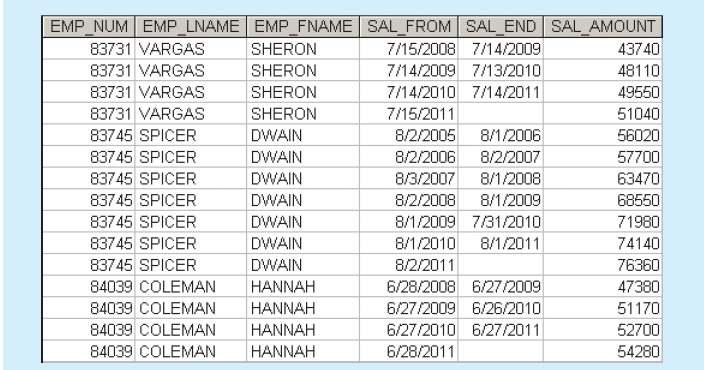 EMP_NUM EMP_LNAME EMP_FNAME SAL_FROM SAL_END SAL_AMOUNT
83731 VARGAS SHERON 7/15/2008 7/14/2009 43740
83731 VARGAS SHERON 7/14/2009 7/13/2010 48110
83731 VARGAS SHERON 7/14/2010 7/14/2011 49550
83731 VARGAS SHERON 7/15/2011 51040
83745 SPICER DWAIN 8/2/2005 8/1/2006 56020
83745 SPICER DWAIN 8/2/2006 8/2/2007 57700
83745 SPICER DWAIN 8/3/2007 8/1/2008 63470
83745 SPICER DWAIN 8/2/2008 8/1/2009 68550
83745 SPICER DWAIN 8/1/2009 7/31/2010 71980
83745 SPICER DWAIN 8/1/2010 8/1/2011 74140
83745 SPICER DWAIN 8/2/2011 76360
84039 COLEMAN HANNAH 6/28/2008 6/27/2009 47380
84039 COLEMAN HANNAH 6/27/2009 6/26/2010 51170
84039 COLEMAN HANNAH 6/27/2010 6/27/2011 52700
84039 COLEMAN HANNAH 6/28/2011 54280